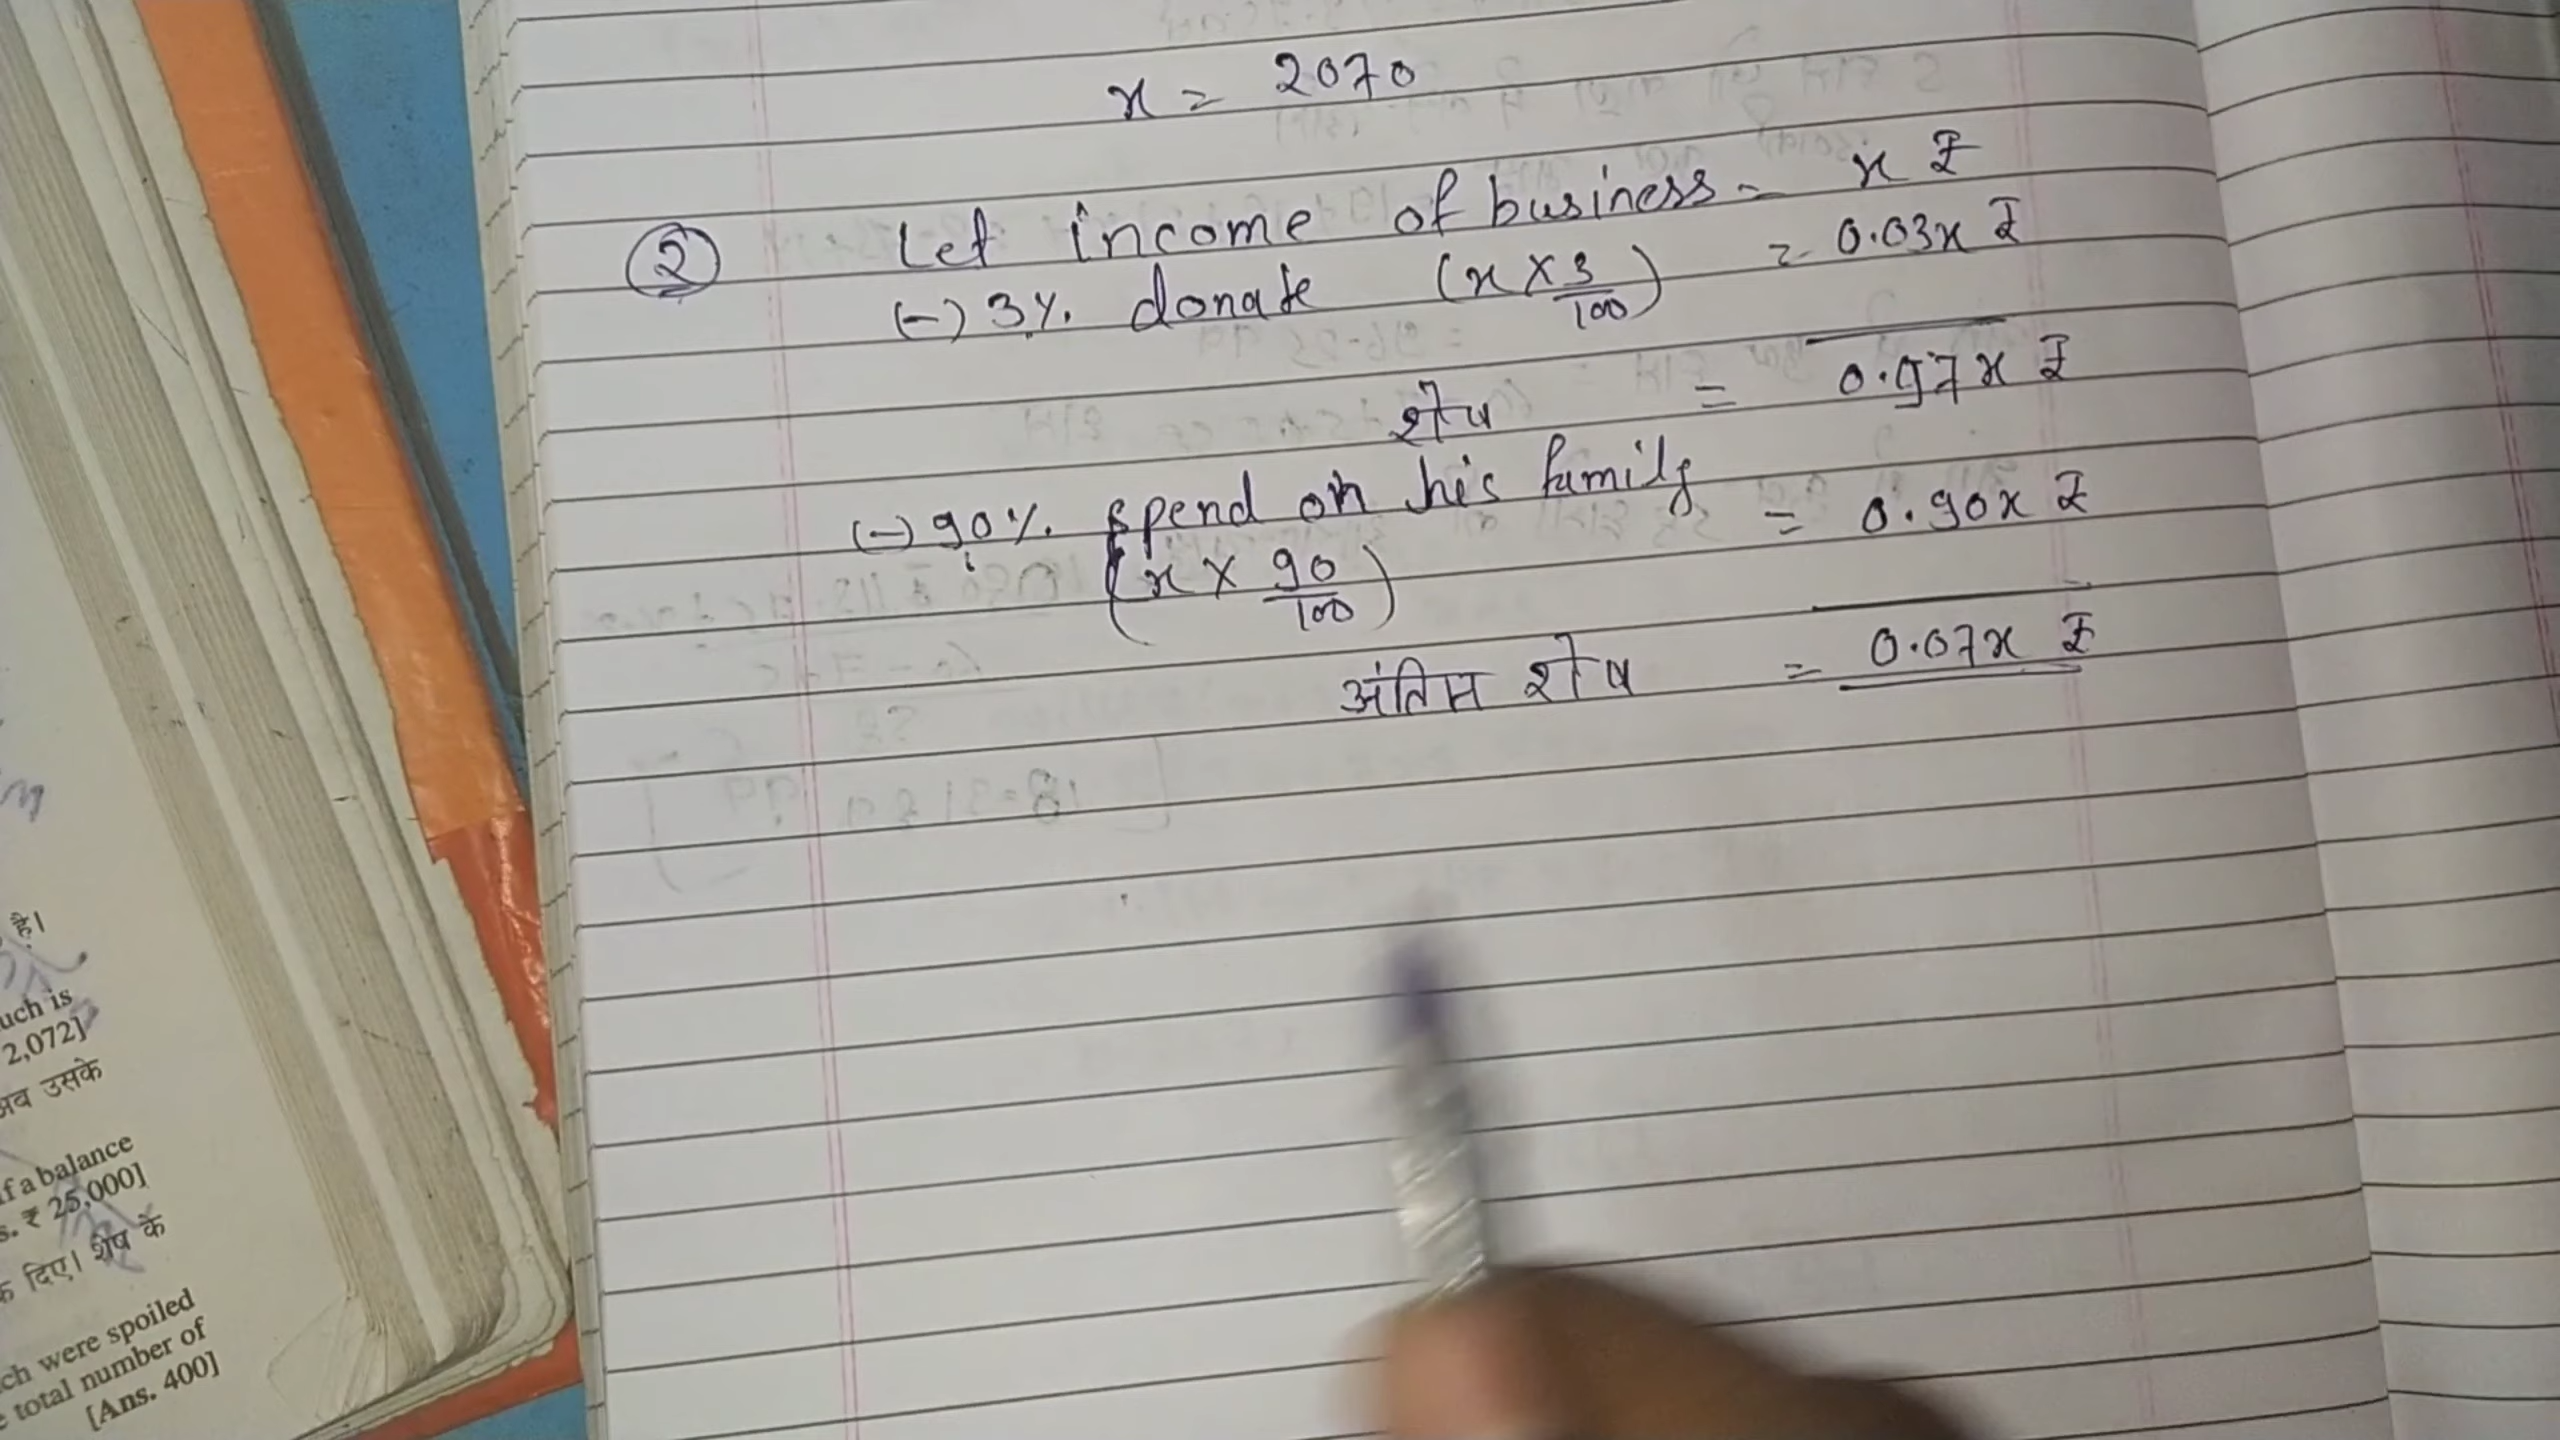 x = 2070
② Let income of business = x ₹
(-) 3%. donate (x × 3/100) = 0.03x ₹
शेष = 0.97x ₹
(-) 90%. spend on his family = 0.90x ₹
(x × 90/100)
अंतिम शेष = 0.07x ₹
है।
uch is
2,072]
अब उसके
if a balance
s. ₹ 25,000]
के दिए। शेष के
ch were spoiled
e total number of
[Ans. 400]